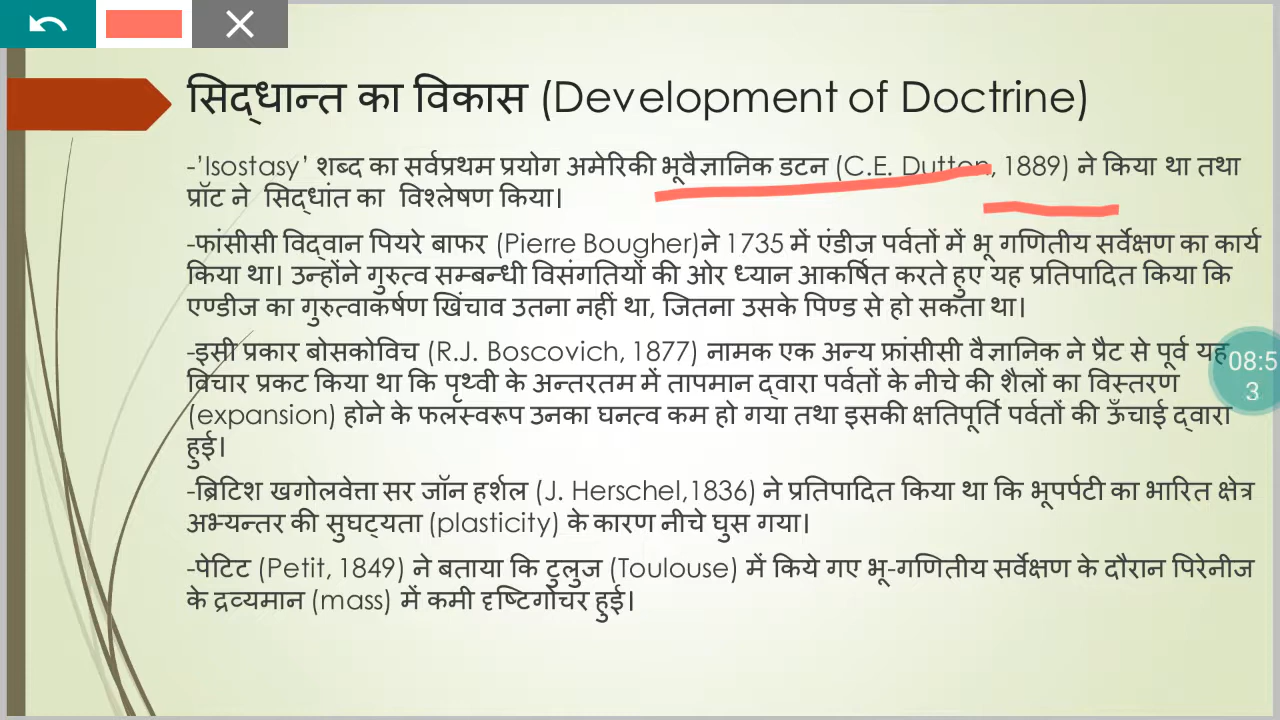 सिद्धान्त का विकास (Development of Doctrine)
-’Isostasy’ शब्द का सर्वप्रथम प्रयोग अमेरिकी भूवैज्ञानिक डटन (C.E. Dutton, 1889) ने किया था तथा
प्रॉट ने सिद्धांत का विश्लेषण किया।
-फांसीसी विद्वान पियरे बाफर (Pierre Bougher)ने 1735 में एंडीज पर्वतों में भू गणितीय सर्वेक्षण का कार्य
किया था। उन्होंने गुरुत्व सम्बन्धी विसंगतियों की ओर ध्यान आकर्षित करते हुए यह प्रतिपादित किया कि
एण्डीज का गुरुत्वाकर्षण खिंचाव उतना नहीं था, जितना उसके पिण्ड से हो सकता था।
-इसी प्रकार बोसकोविच (R.J. Boscovich, 1877) नामक एक अन्य फ्रांसीसी वैज्ञानिक ने प्रैट से पूर्व यह
विचार प्रकट किया था कि पृथ्वी के अन्तरतम में तापमान द्वारा पर्वतों के नीचे की शैलों का विस्तरण
(expansion) होने के फलस्वरूप उनका घनत्व कम हो गया तथा इसकी क्षतिपूर्ति पर्वतों की ऊँचाई द्वारा
हुई।
-ब्रिटिश खगोलवेत्ता सर जॉन हर्शल (J. Herschel,1836) ने प्रतिपादित किया था कि भूपर्पटी का भारित क्षेत्र
अभ्यन्तर की सुघट्यता (plasticity) के कारण नीचे घुस गया।
-पेटिट (Petit, 1849) ने बताया कि टुलुज (Toulouse) में किये गए भू-गणितीय सर्वेक्षण के दौरान पिरेनीज
के द्रव्यमान (mass) में कमी दृष्टिगोचर हुई।
08:5
3